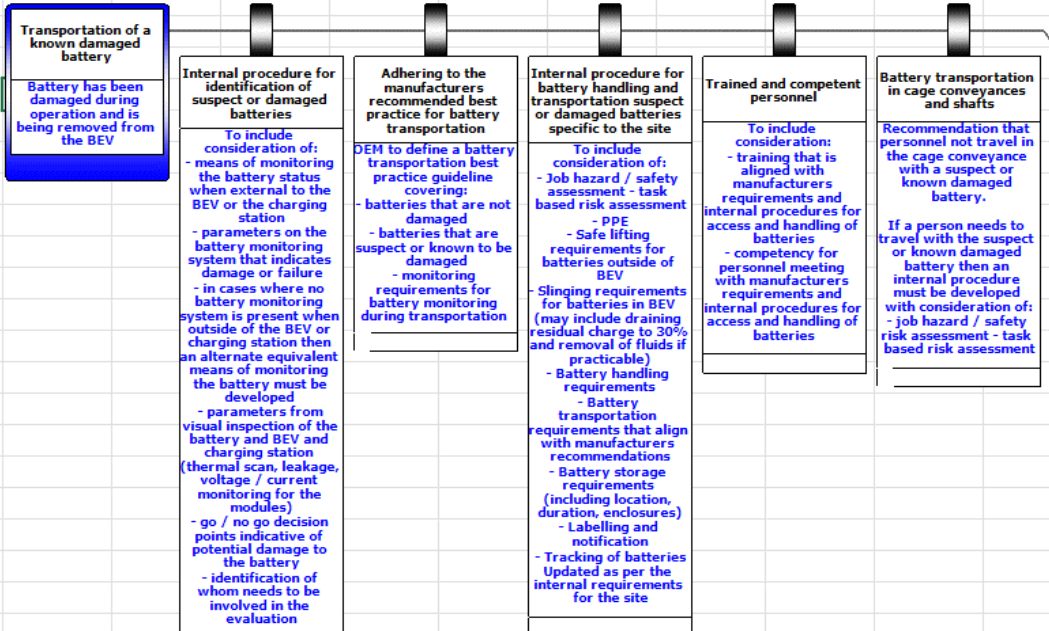 Transportation of a
known damaged
battery
Battery has been
damaged during
operation and is
being removed from
the BEV
Internal procedure for
identification of
suspect or damaged
batteries
To include
consideration of:
- means of monitoring
the battery status
when external to the
BEV or the charging
station
- parameters on the
battery monitoring
system that indicates
damage or failure
- in cases where no
battery monitoring
system is present when
outside of the BEV or
charging station then
an alternate equivalent
means of monitoring
the battery must be
developed
- parameters from
visual inspection of the
battery and BEV and
charging station
(thermal scan, leakage,
voltage / current
monitoring for the
modules)
- go / no go decision
points indicative of
potential damage to
the battery
- identification of
whom needs to be
involved in the
evaluation
Adhering to the
manufacturers
recommended best
practice for battery
transportation
OEM to define a battery
transportation best
practice guideline
covering:
- batteries that are not
damaged
- batteries that are
suspect or known to be
damaged
- monitoring
requirements for
battery monitoring
during transportation
Internal procedure for
battery handling and
transportation suspect
or damaged batteries
specific to the site
To include
consideration of:
- Job hazard / safety
assessment - task
based risk assessment
- PPE
- Safe lifting
requirements for
batteries outside of
BEV
- Slinging requirements
for batteries in BEV
(may include draining
residual charge to 30%
and removal of fluids if
practicable)
- Battery handling
requirements
- Battery
transportation
requirements that align
with manufacturers
recommendations
- Battery storage
requirements
(including location,
duration, enclosures)
- Labelling and
notification
- Tracking of batteries
Updated as per the
internal requirements
for the site
Trained and competent
personnel
To include
consideration:
- training that is
aligned with
manufacturers
requirements and
internal procedures for
access and handling of
batteries
- competency for
personnel meeting with
manufacturers
requirements and
internal procedures for
access and handling of
batteries
Battery transportation
in cage conveyances
and shafts
Recommendation that
personnel not travel in
the cage conveyance
with a suspect or
known damaged
battery.
If a person needs to
travel with the suspect
or known damaged
battery then an
internal procedure
must be developed
with consideration of:
- job hazard / safety
risk assessment - task
based risk assessment